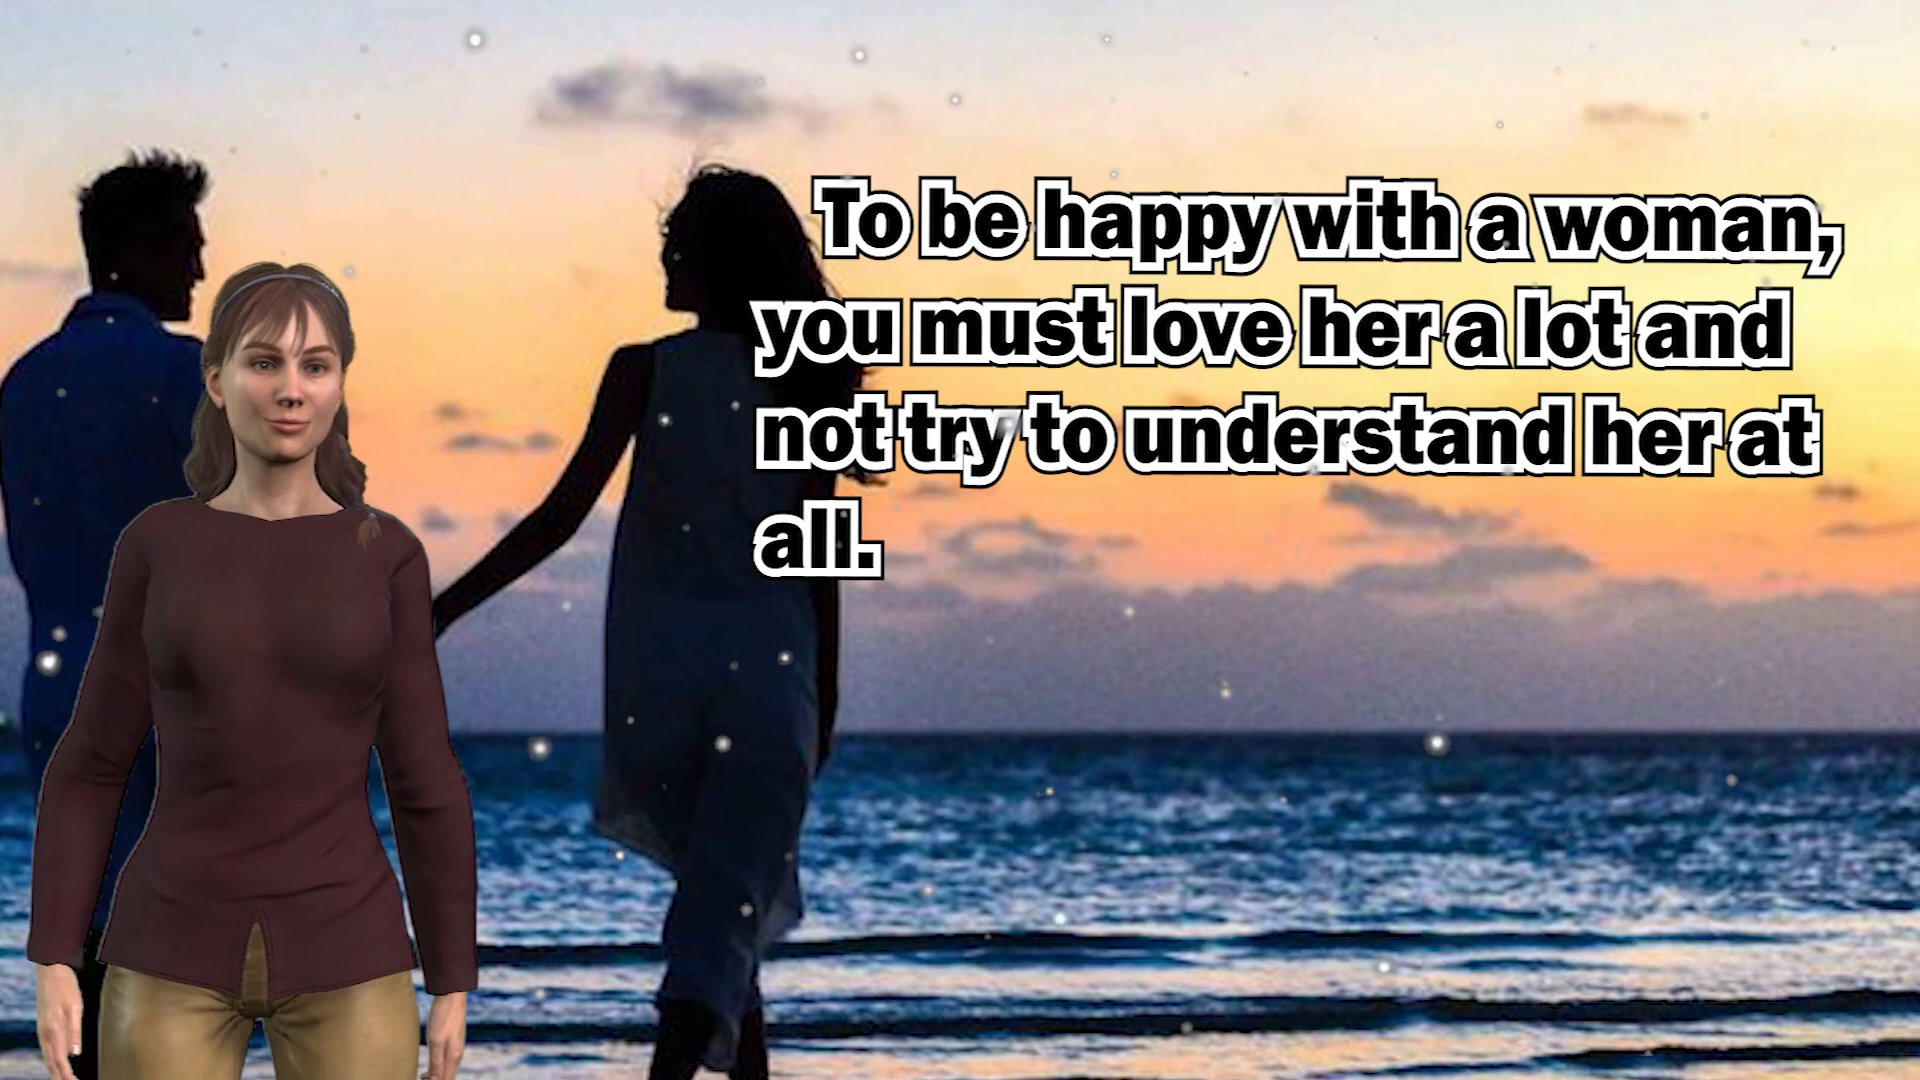 To be happy with a woman,
you must love her a lot and
not try to understand her at
all.